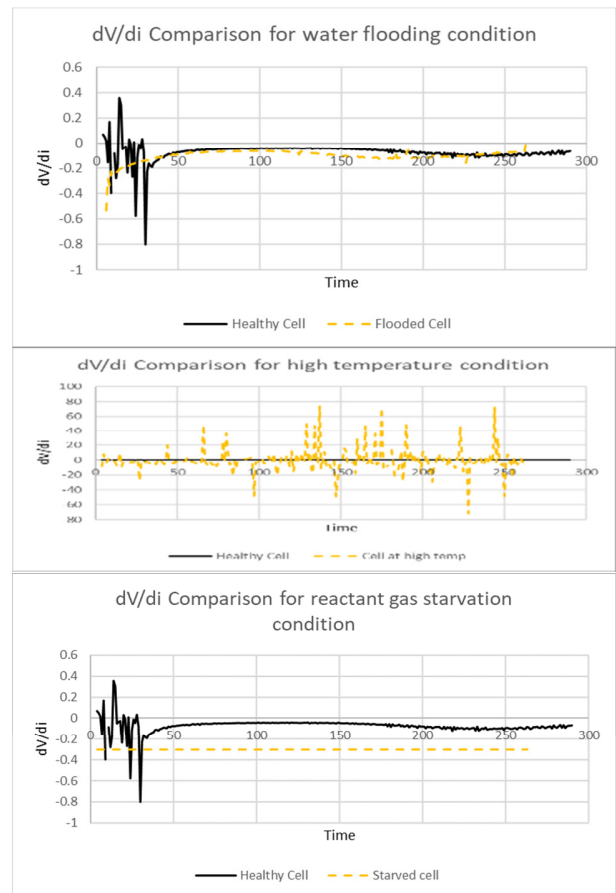 dV/di Comparison for water flooding condition
0.6
0.4
0.2
0
-0.2
-0.4
-0.6
-0.8
-1
0 50 100 150 200 250 300
dV/di
Time
Healthy Cell Flooded Cell
dV/di Comparison for high temperature condition
100
80
60
40
20
0
-20
-40
60
80
0 50 100 150 200 250 300
dV/di
Time
Healthy Cell Cell at high temp
dV/di Comparison for reactant gas starvation
condition
0.6
0.4
0.2
0
-0.2
-0.4
-0.6
-0.8
-1
0 50 100 150 200 250 300
dV/di
Time
Healthy Cell Starved cell